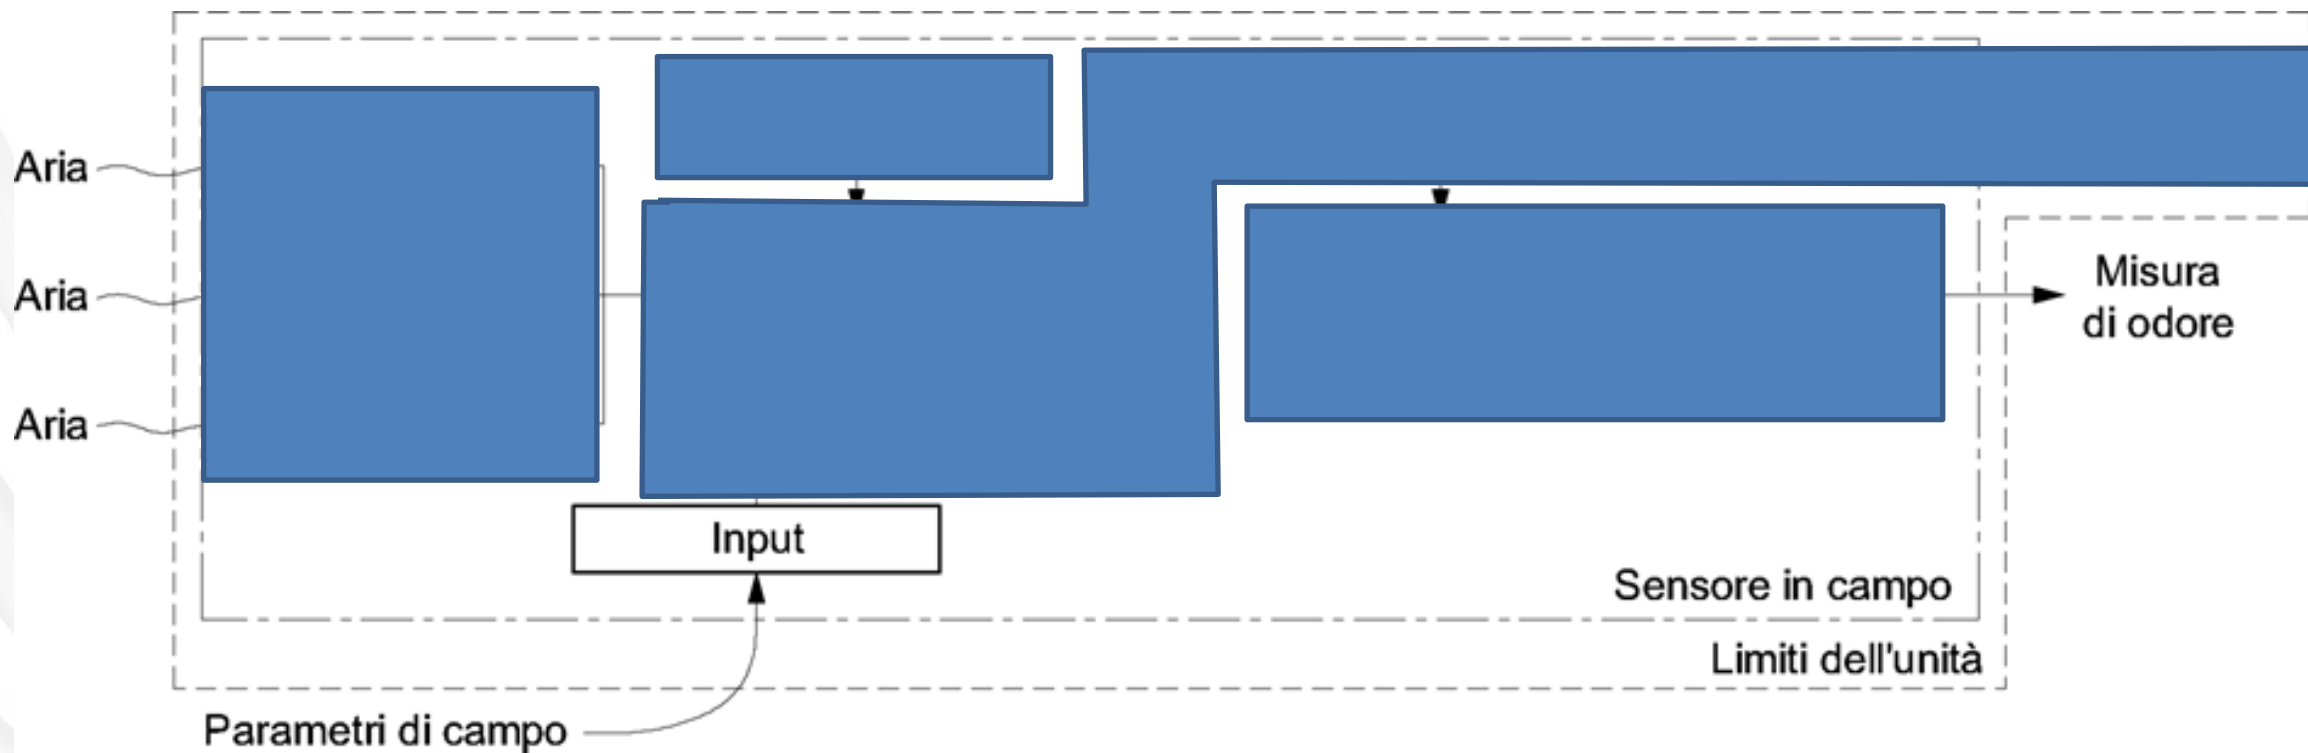 Aria
Aria
Aria
Misura
di odore
Input
Sensore in campo
Limiti dell'unità
Parametri di campo